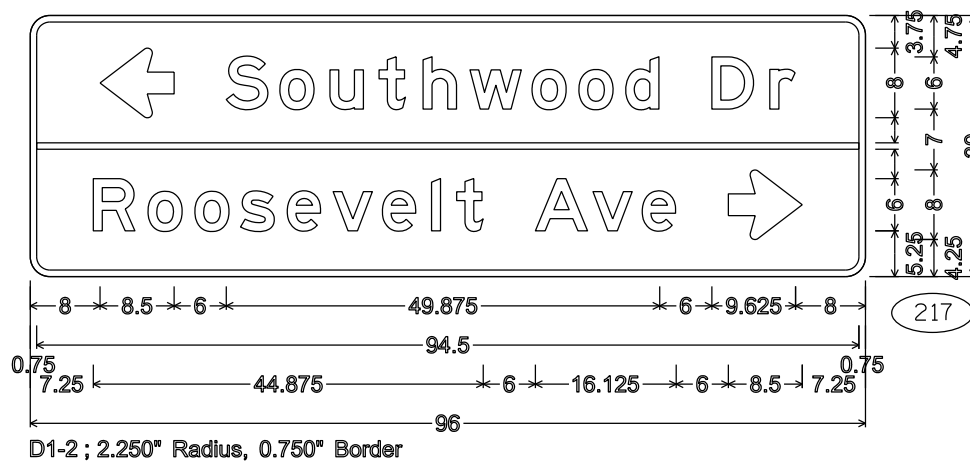 Southwood Dr
Roosevelt Ave
3.75 4.75
8 6
7
6 8
5.25 4.25
8 8.5 6 49.875 6 9.625 8
217
94.5
0.75 0.75
7.25 44.875 6 16.125 6 8.5 7.25
96
D1-2 ; 2.250" Radius, 0.750" Border